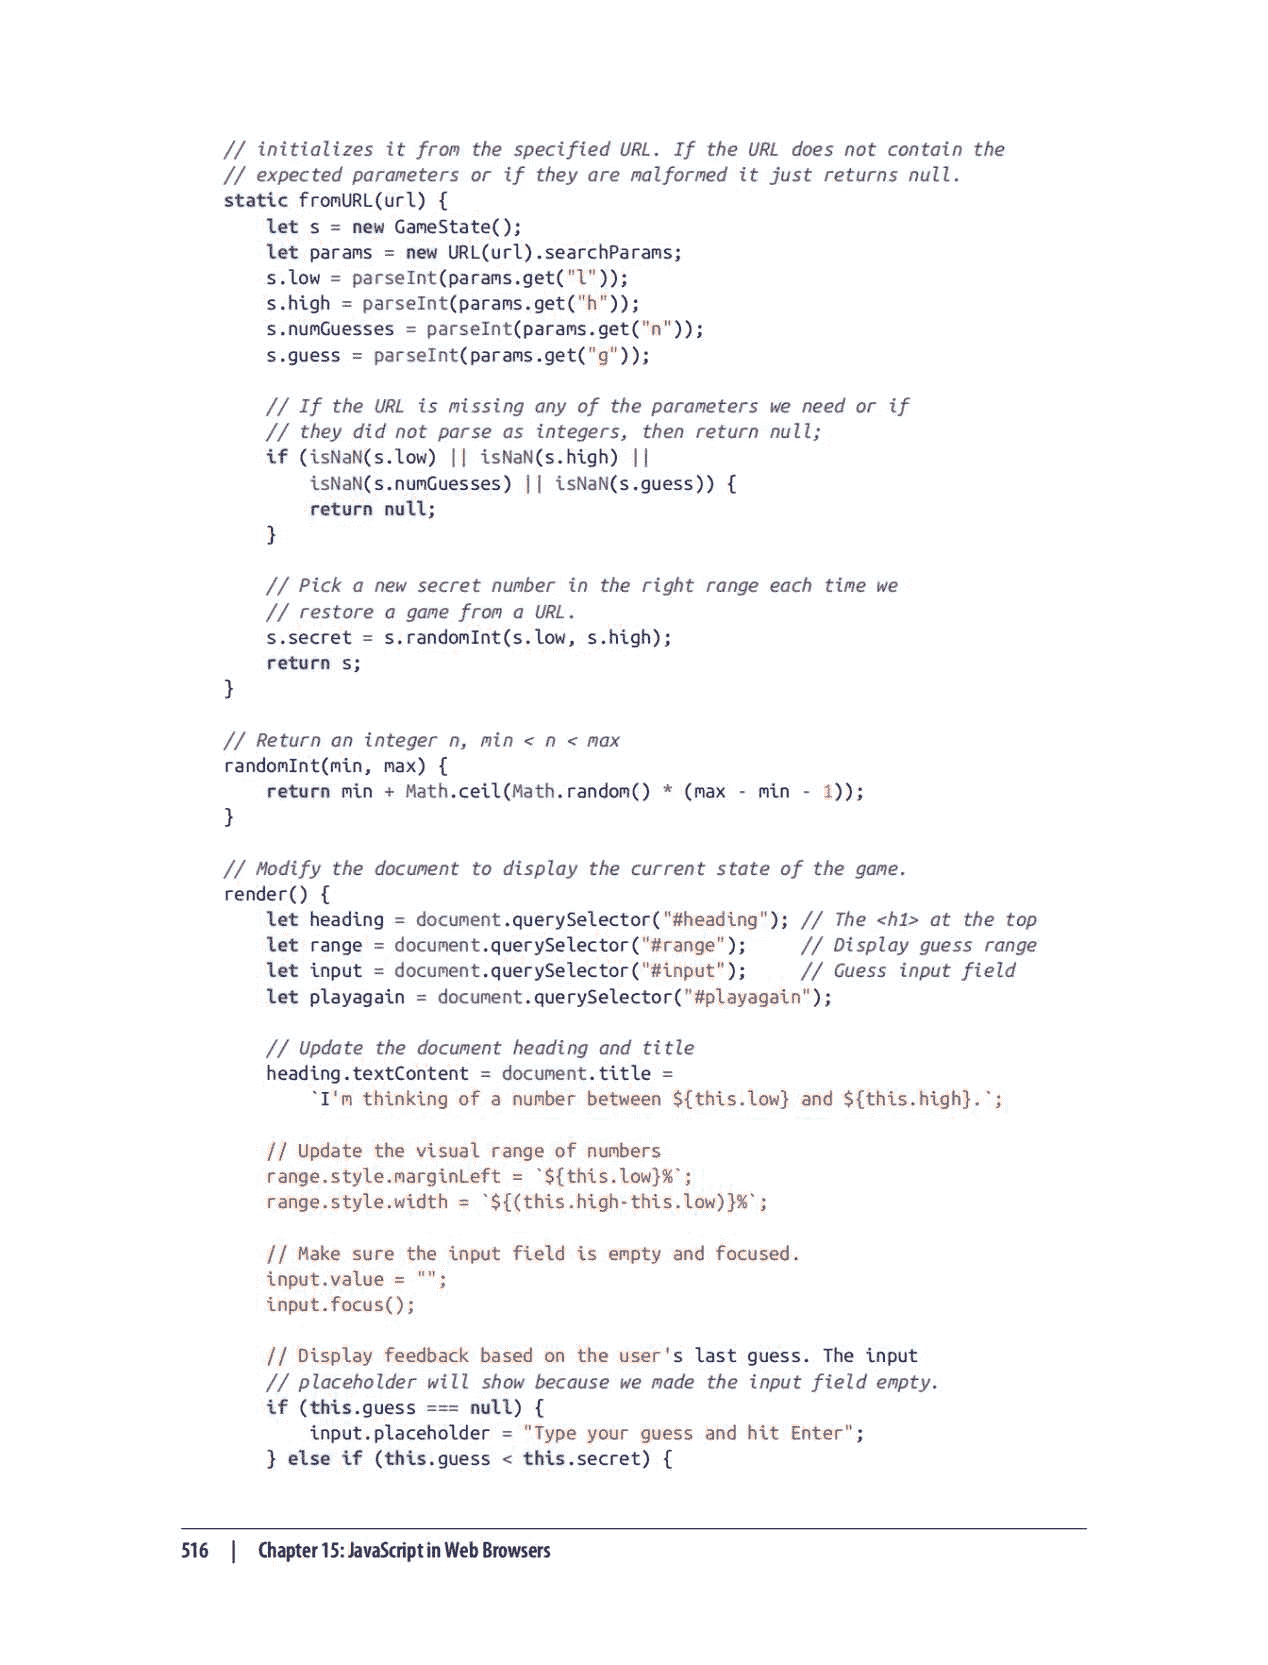 // initializes it from the specified URL. If the URL does not contain the
// expected parameters or if they are malformed it just returns null.
static fromURL(url) {
let s = new GameState();
let params = new URL(url).searchParams;
s.low = parseInt(params.get("l"));
s.high = parseInt(params.get("h"));
s.numGuesses = parseInt(params.get("n"));
s.guess = parseInt(params.get("g"));
// If the URL is missing any of the parameters we need or if
// they did not parse as integers, then return null;
if (isNaN(s.low) || isNaN(s.high) ||
isNaN(s.numGuesses) || isNaN(s.guess)) {
return null;
}
// Pick a new secret number in the right range each time we
// restore a game from a URL.
s.secret = s.randomInt(s.low, s.high);
return s;
}
// Return an integer n, min < n < max
randomInt(min, max) {
return min + Math.ceil(Math.random() * (max - min - 1));
}
// Modify the document to display the current state of the game.
render() {
let heading = document.querySelector("#heading"); // The <h1> at the top
let range = document.querySelector("#range"); // Display guess range
let input = document.querySelector("#input"); // Guess input field
let playagain = document.querySelector("#playagain");
// Update the document heading and title
heading.textContent = document.title =
`I'm thinking of a number between ${this.low} and ${this.high}.`;
// Update the visual range of numbers
range.style.marginLeft = `${this.low}%`;
range.style.width = `${(this.high-this.low)}%`;
// Make sure the input field is empty and focused.
input.value = "";
input.focus();
// Display feedback based on the user's last guess. The input
// placeholder will show because we made the input field empty.
if (this.guess === null) {
input.placeholder = "Type your guess and hit Enter";
} else if (this.guess < this.secret) {
516 | Chapter 15: JavaScript in Web Browsers